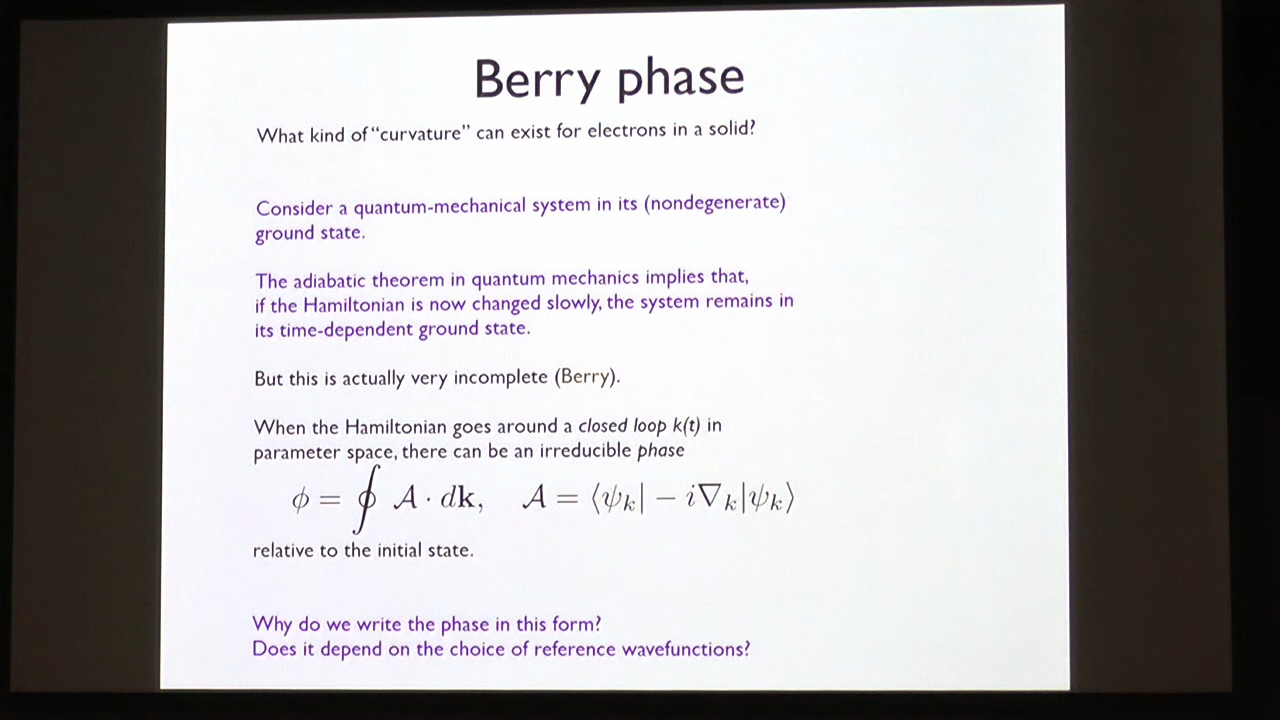 Berry phase
What kind of “curvature” can exist for electrons in a solid?
Consider a quantum-mechanical system in its (nondegenerate)
ground state.
The adiabatic theorem in quantum mechanics implies that,
if the Hamiltonian is now changed slowly, the system remains in
its time-dependent ground state.
But this is actually very incomplete (Berry).
When the Hamiltonian goes around a closed loop k(t) in
parameter space, there can be an irreducible phase
ϕ = ∮ 𝒜 · dk, 𝒜 = ⟨ψₖ| − i∇ₖ|ψₖ⟩
relative to the initial state.
Why do we write the phase in this form?
Does it depend on the choice of reference wavefunctions?